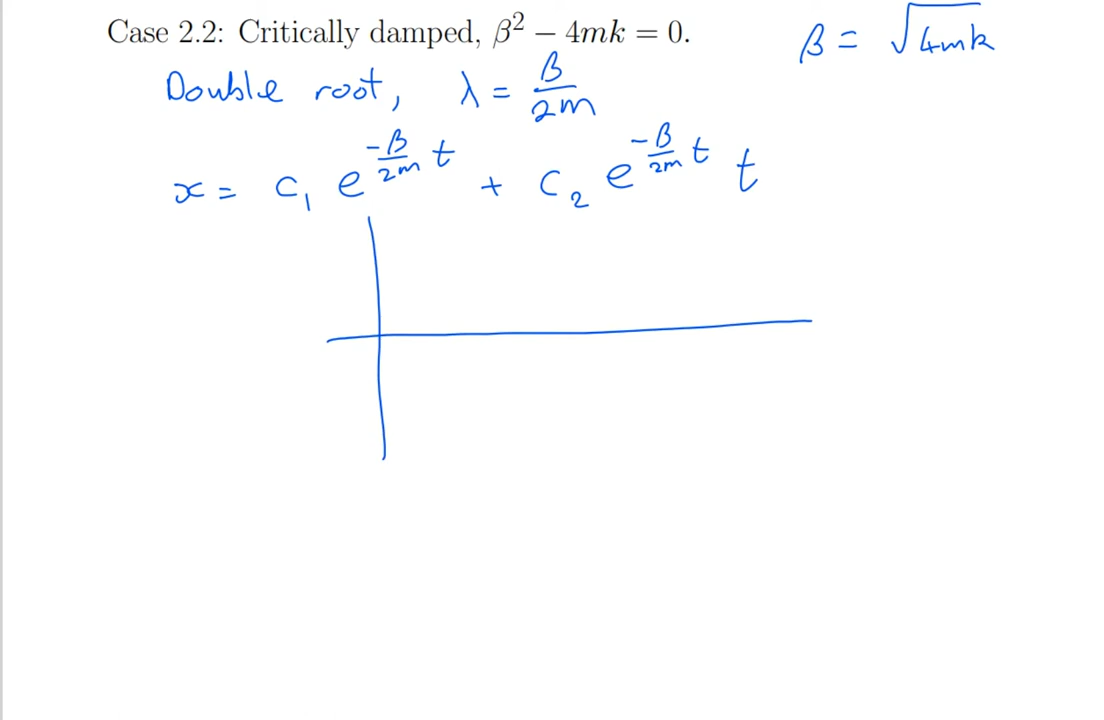 Case 2.2: Critically damped, β² − 4mk = 0.
β = √4mk
Double root, λ = β/2m
x = c₁ e^(-β/2m t) + c₂ e^(-β/2m t) t